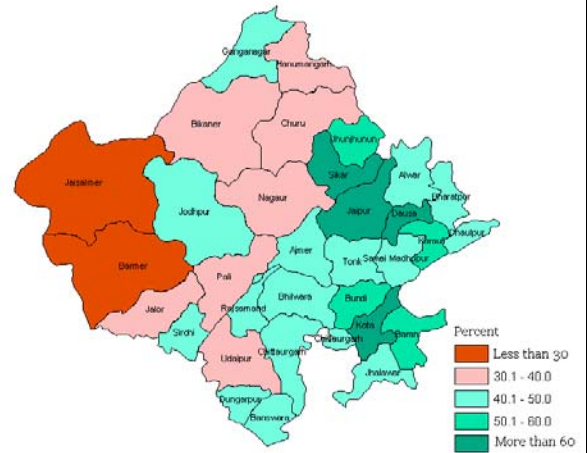 Ganganagar
Hanumangarh
Bikaner
Churu
Jhunjhunun
Sikar
Alwar
Jaisalmer
Bharatpur
Nagaur
Jaipur
Dausa
Jodhpur
Dhaulpur
Karauli
Ajmer
Tonk
Sawai Madhopur
Barmer
Pali
Rajsamand
Bhilwara
Bundi
Jalor
Kota
Sirohi
Baran
Chittaurgarh
Chittaurgarh
Udaipur
Jhalawar
Dungarpur
Banswara
Percent
Less than 30
30.1 - 40.0
40.1 - 50.0
50.1 - 60.0
More than 60